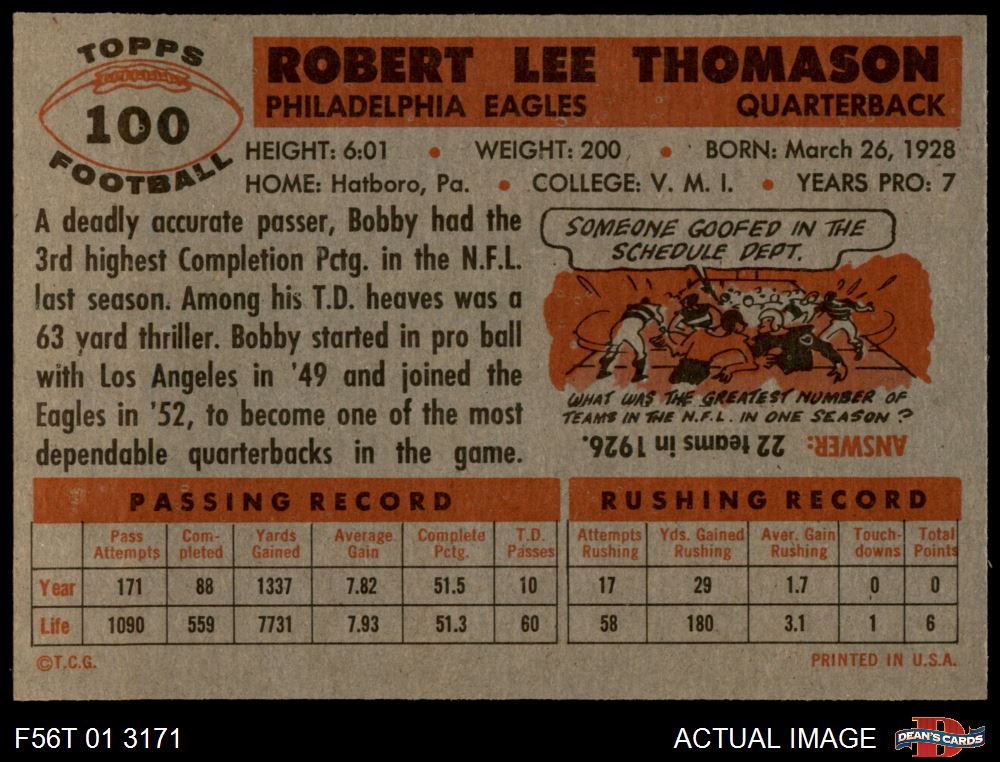 TOPPS
100
FOOTBALL
ROBERT LEE THOMASON
PHILADELPHIA EAGLES QUARTERBACK
HEIGHT: 6:01 • WEIGHT: 200 • BORN: March 26, 1928
HOME: Hatboro, Pa. • COLLEGE: V. M. I. • YEARS PRO: 7
A deadly accurate passer, Bobby had the
3rd highest Completion Pctg. in the N.F.L.
last season. Among his T.D. heaves was a
63 yard thriller. Bobby started in pro ball
with Los Angeles in '49 and joined the
Eagles in '52, to become one of the most
dependable quarterbacks in the game.
SOMEONE GOOFED IN THE
SCHEDULE DEPT.
WHAT WAS THE GREATEST NUMBER OF
TEAMS IN THE N.F.L. IN ONE SEASON?
ANSWER: 22 teams in 1926.
PASSING RECORD
Pass Attempts Com-pleted Yards Gained Average Gain Complete Pctg. T.D. Passes
Year 171 88 1337 7.82 51.5 10
Life 1090 559 7731 7.93 51.3 60
RUSHING RECORD
Attempts Rushing Yds. Gained Rushing Aver. Gain Rushing Touch-downs Total Points
17 29 1.7 0 0
58 180 3.1 1 6
©T.C.G. PRINTED IN U.S.A.
F56T 01 3171 ACTUAL IMAGE DEAN'S CARDS